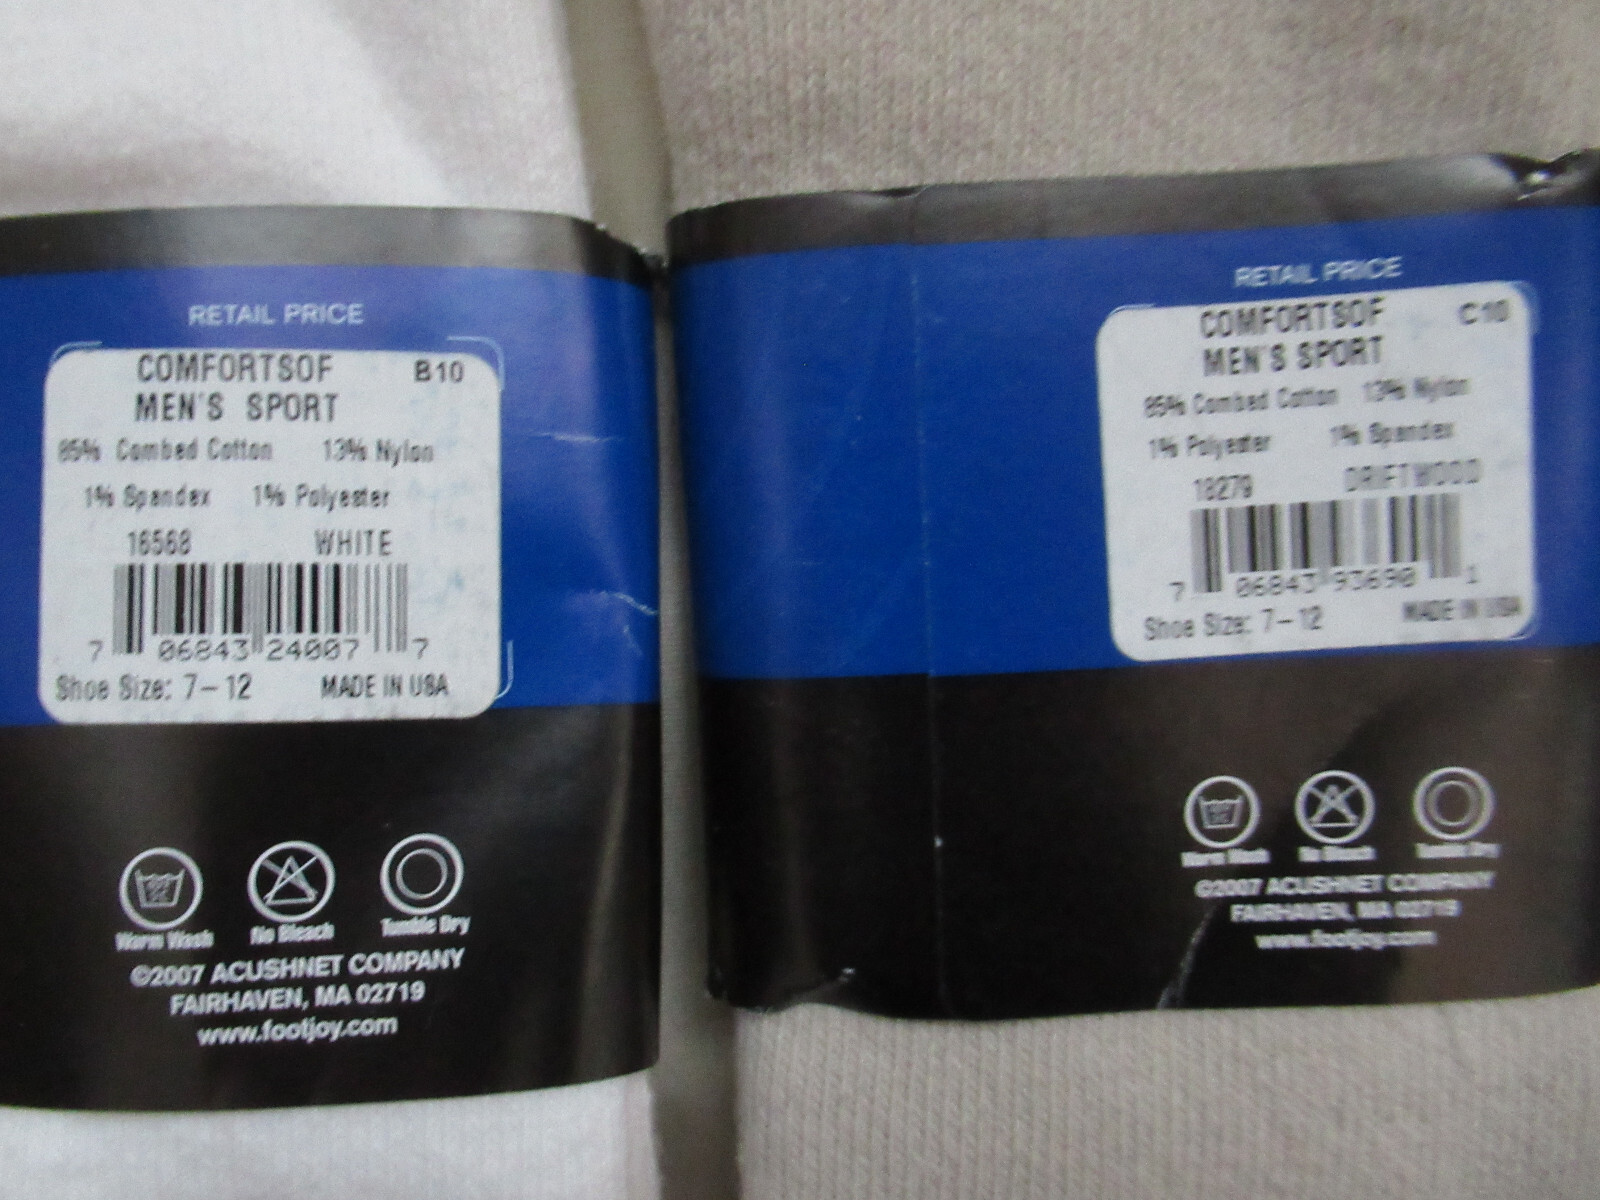 RETAIL PRICE
COMFORTSOF B10
MEN'S SPORT
85% Combed Cotton 13% Nylon
1% Spandex 1% Polyester
16568 WHITE
7 06843 24007 7
Shoe Size: 7-12 MADE IN USA
Warm Wash No Bleach Tumble Dry
©2007 ACUSHNET COMPANY
FAIRHAVEN, MA 02719
www.footjoy.com
RETAIL PRICE
COMFORTSOF C10
MEN'S SPORT
85% Combed Cotton 13% Nylon
1% Polyester 1% Spandex
18279 DRIFTWOOD
7 06843 93690 1
Shoe Size: 7-12 MADE IN USA
Warm Wash No Bleach Tumble Dry
©2007 ACUSHNET COMPANY
FAIRHAVEN, MA 02719
www.footjoy.com